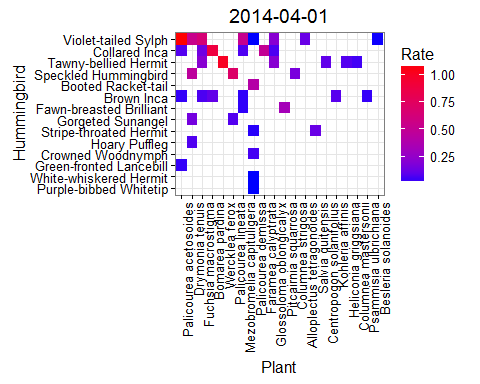 2014-04-01
Hummingbird
Violet-tailed Sylph
Collared Inca
Tawny-bellied Hermit
Speckled Hummingbird
Booted Racket-tail
Brown Inca
Fawn-breasted Brilliant
Gorgeted Sunangel
Stripe-throated Hermit
Hoary Puffleg
Crowned Woodnymph
Green-fronted Lancebill
White-whiskered Hermit
Purple-bibbed Whitetip
Rate
1.00
0.75
0.50
0.25
Palicourea acetosoides
Drymonia tenuis
Fuchsia macrostigma
Bomarea pardina
Wercklea ferox
Palicourea lineata
Mezobromelia capituligera
Palicourea demissa
Faramea calyptrata
Glossoloma oblongicalyx
Pitcairnia squarrosa
Columnea strigosa
Alloplectus tetragonoides
Salvia quitensis
Centropogon solanifolius
Kohleria affinis
Heliconia griggsiana
Columnea mastersonii
Psammisia ulbrichiana
Besleria solanoides
Plant